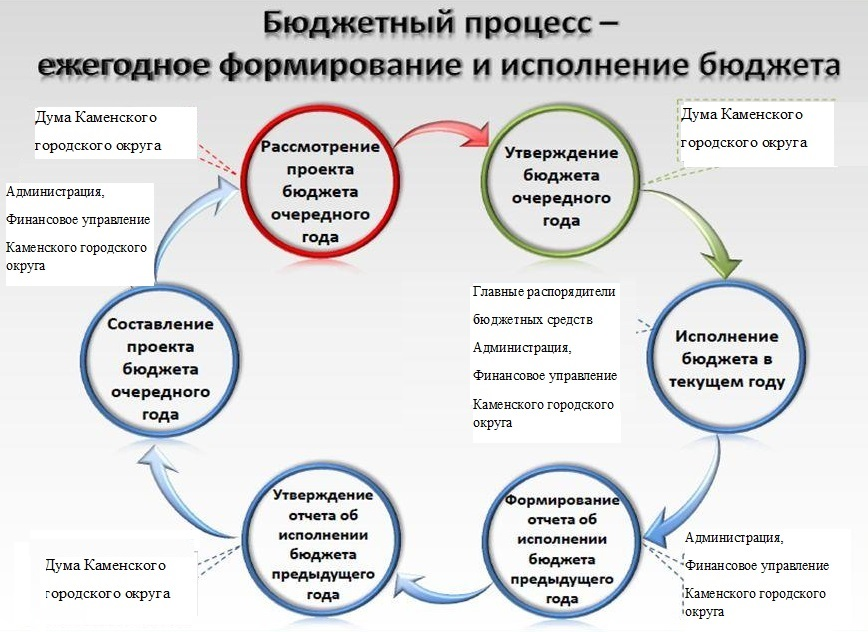 Бюджетный процесс –
ежегодное формирование и исполнение бюджета
Дума Каменского
городского округа
Рассмотрение
проекта
бюджета
очередного
года
Утверждение
бюджета
очередного
года
Дума Каменского
городского округа
Администрация,
Финансовое управление
Каменского городского
округа
Составление
проекта
бюджета
очередного
года
Главные распорядители
бюджетных средств
Администрация,
Финансовое управление
Каменского городского
округа
Исполнение
бюджета в
текущем году
Дума Каменского
городского округа
Утверждение
отчета об
исполнении
бюджета
предыдущего
года
Формирование
отчета об
исполнении
бюджета
предыдущего
года
Администрация,
Финансовое управление
Каменского городского
округа